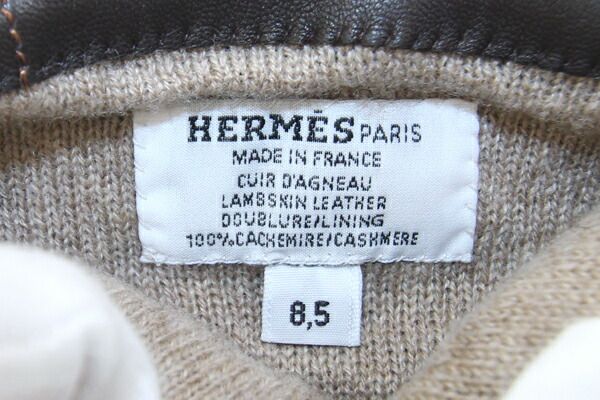 HERMÈS PARIS
MADE IN FRANCE
CUIR D'AGNEAU
LAMBSKIN LEATHER
DOUBLURE/LINING
100% CACHEMIRE/CASHMERE
8,5